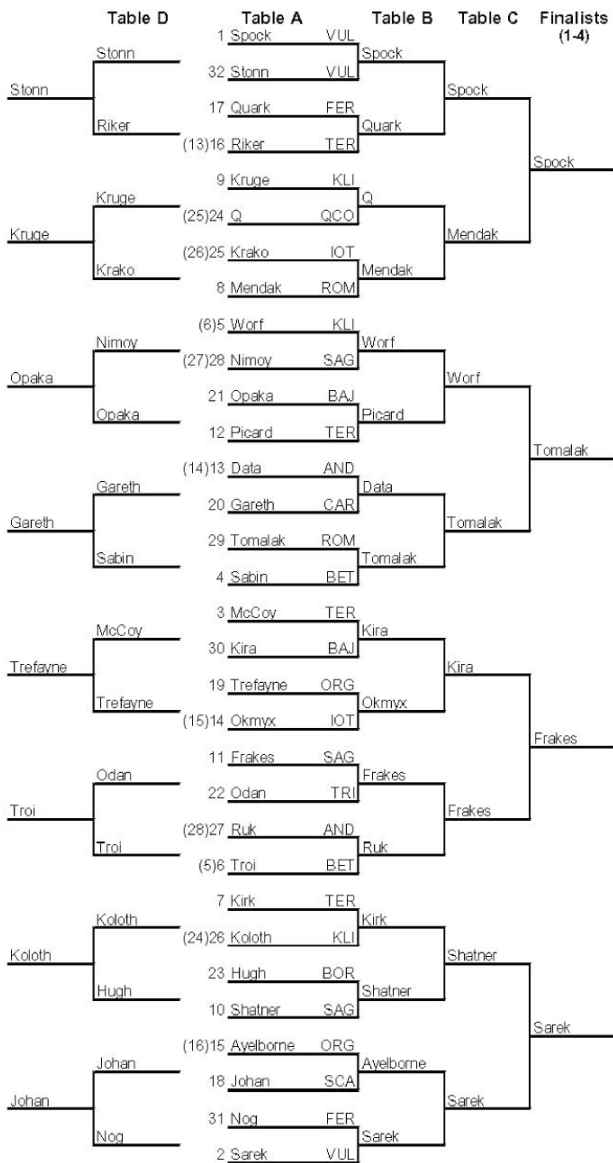 Table D Table A Table B Table C Finalists
(1-4)
1 Spock VUL
Stonn Spock
32 Stonn VUL
Stonn Spock
17 Quark FER
Riker Quark
(13)16 Riker TER
Spock
9 Kruge KLI
Kruge Q
(25)24 Q QCO
Kruge Mendak
(26)25 Krako IOT
Krako Mendak
8 Mendak ROM
(6)5 Worf KLI
Nimoy Worf
(27)28 Nimoy SAG
Opaka Worf
21 Opaka BAJ
Opaka Picard
12 Picard TER
Tomalak
(14)13 Data AND
Gareth Data
20 Gareth CAR
Gareth Tomalak
29 Tomalak ROM
Sabin Tomalak
4 Sabin BET
3 McCoy TER
McCoy Kira
30 Kira BAJ
Trefayne Kira
19 Trefayne ORG
Trefayne Okmyx
(15)14 Okmyx IOT
Frakes
11 Frakes SAG
Odan Frakes
22 Odan TRI
Troi Frakes
(28)27 Ruk AND
Troi Ruk
(5)6 Troi BET
7 Kirk TER
Koloth Kirk
(24)26 Koloth KLI
Koloth Shatner
23 Hugh BOR
Hugh Shatner
10 Shatner SAG
Sarek
(16)15 Ayelborne ORG
Johan Ayelborne
18 Johan SCA
Johan Sarek
31 Nog FER
Nog Sarek
2 Sarek VUL